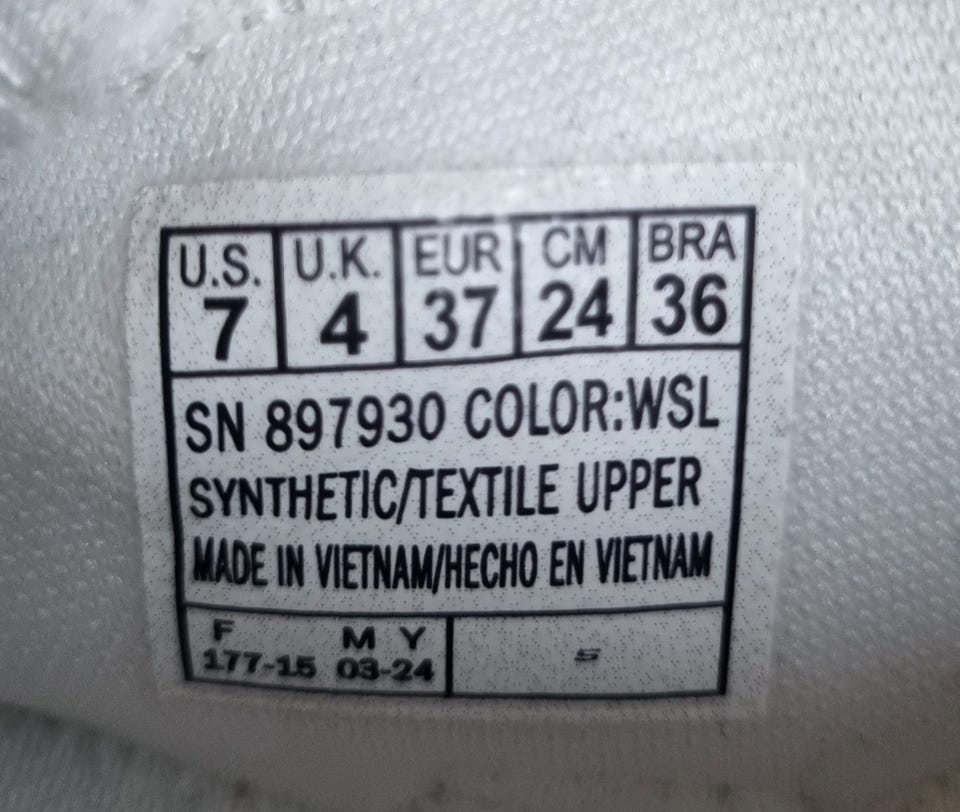 U.S. U.K. EUR CM BRA
7 4 37 24 36
SN 897930 COLOR:WSL
SYNTHETIC/TEXTILE UPPER
MADE IN VIETNAM/HECHO EN VIETNAM
F M Y
177-15 03-24
5